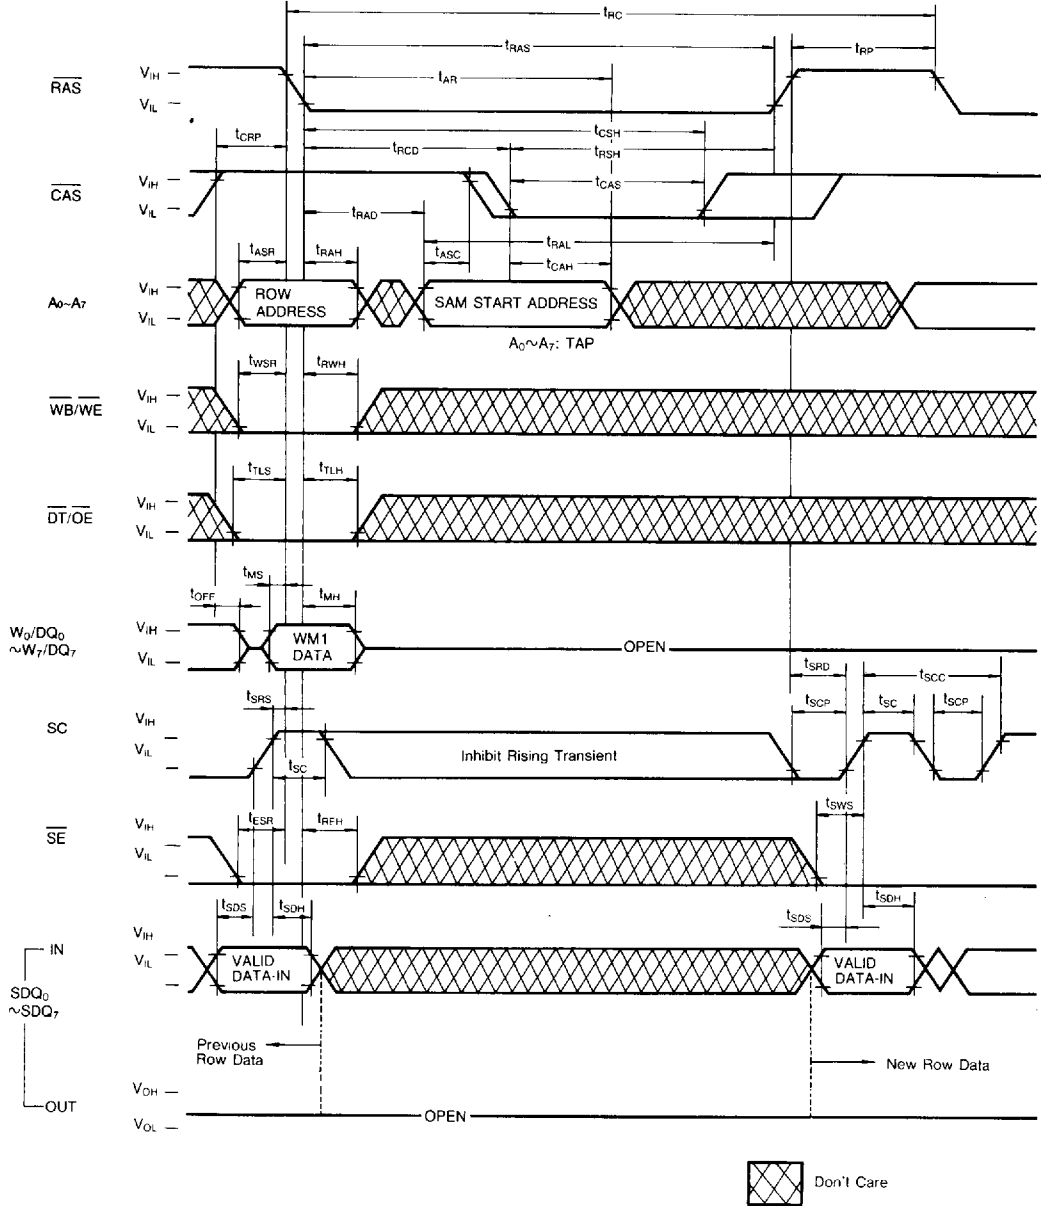 tRC
tRAS
tRP
tAR
RAS
VIH
VIL
tCRP
tCSH
tRCD
tRSH
CAS
VIH
VIL
tCAS
tRAD
tRAL
tASR
tRAH
tASC
tCAH
A0~A7
VIH
VIL
ROW
ADDRESS
SAM START ADDRESS
A0~A7: TAP
tWSR
tRWH
WB/WE
VIH
VIL
tTLS
tTLH
DT/OE
VIH
VIL
tMS
tOFF
tMH
W0/DQ0
~W7/DQ7
VIH
VIL
WM1
DATA
OPEN
tSRD
tSCC
tSRS
tSCP
tSC
tSCP
SC
VIH
VIL
Inhibit Rising Transient
tSC
tSWS
tESR
tREH
SE
VIH
VIL
tSDS
tSDH
tSDS
tSDH
IN
VIH
VIL
VALID
DATA-IN
VALID
DATA-IN
SDQ0
~SDQ7
Previous
Row Data
New Row Data
VOH
OUT
VOL
OPEN
Don't Care